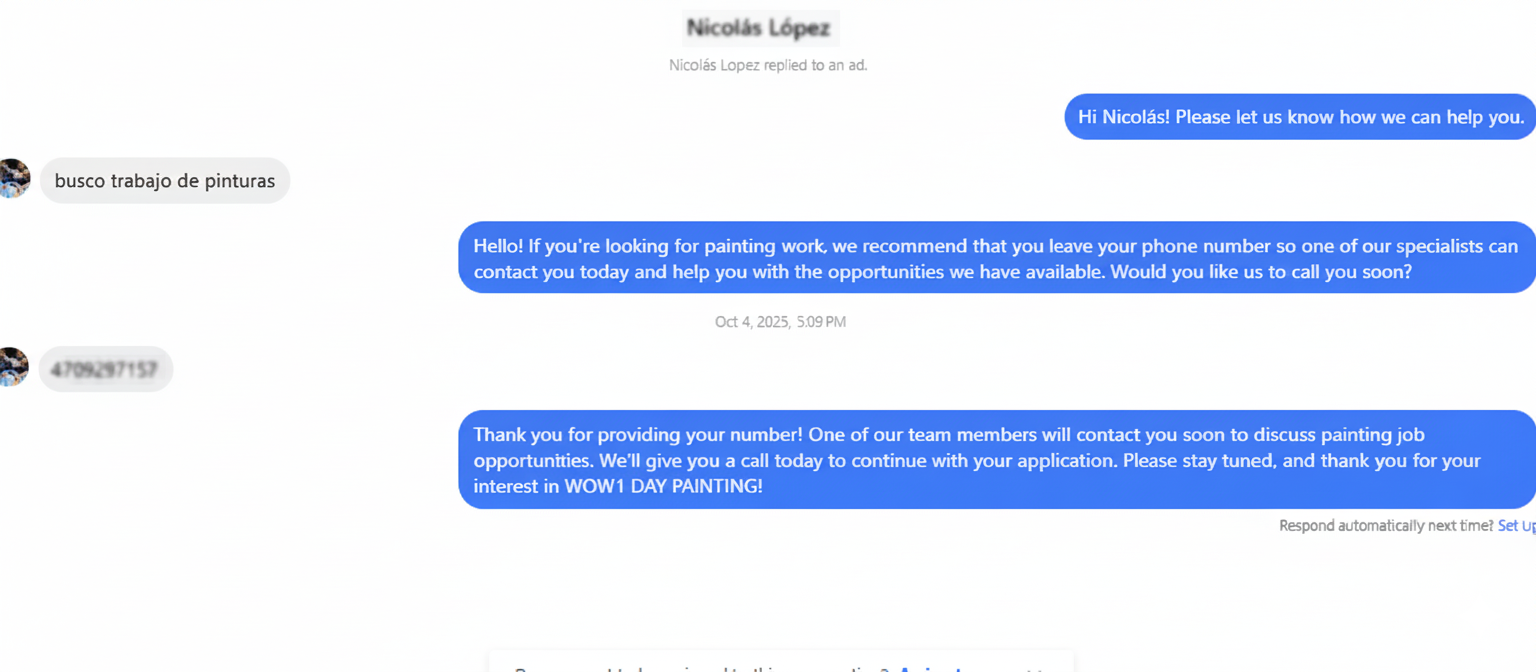 Nicolás López
Nicolás Lopez replied to an ad.
Hi Nicolás! Please let us know how we can help you.
busco trabajo de pinturas
Hello! If you're looking for painting work, we recommend that you leave your phone number so one of our specialists can
contact you today and help you with the opportunities we have available. Would you like us to call you soon?
Oct 4, 2025, 5:09 PM
Thank you for providing your number! One of our team members will contact you soon to discuss painting job
opportunities. We'll give you a call today to continue with your application. Please stay tuned, and thank you for your
interest in WOW1 DAY PAINTING!
Respond automatically next time? Set